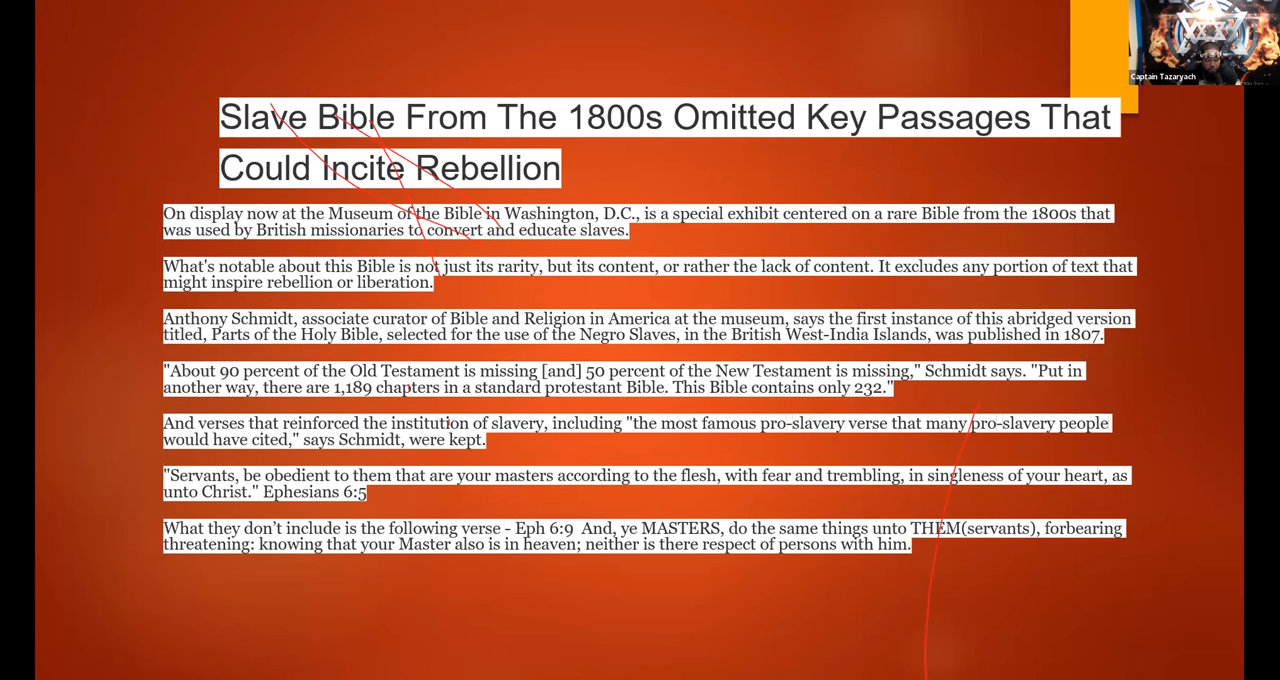 Captain Tazaryach
Slave Bible From The 1800s Omitted Key Passages That
Could Incite Rebellion
On display now at the Museum of the Bible in Washington, D.C., is a special exhibit centered on a rare Bible from the 1800s that
was used by British missionaries to convert and educate slaves.
What's notable about this Bible is not just its rarity, but its content, or rather the lack of content. It excludes any portion of text that
might inspire rebellion or liberation.
Anthony Schmidt, associate curator of Bible and Religion in America at the museum, says the first instance of this abridged version
titled, Parts of the Holy Bible, selected for the use of the Negro Slaves, in the British West-India Islands, was published in 1807.
"About 90 percent of the Old Testament is missing [and] 50 percent of the New Testament is missing," Schmidt says. "Put in
another way, there are 1,189 chapters in a standard protestant Bible. This Bible contains only 232."
And verses that reinforced the institution of slavery, including "the most famous pro-slavery verse that many pro-slavery people
would have cited," says Schmidt, were kept.
"Servants, be obedient to them that are your masters according to the flesh, with fear and trembling, in singleness of your heart, as
unto Christ." Ephesians 6:5
What they don't include is the following verse - Eph 6:9 And, ye MASTERS, do the same things unto THEM(servants), forbearing
threatening: knowing that your Master also is in heaven; neither is there respect of persons with him.